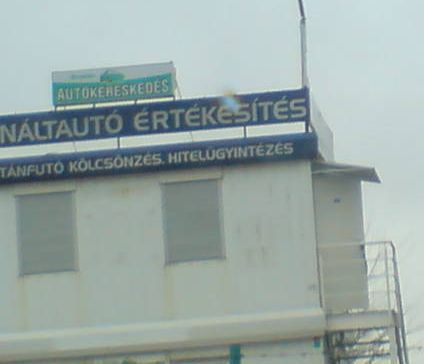 AUTÓKERESKEDÉS
NÁLTAUTÓ ÉRTÉKESÍTÉS
TÁNFUTÓ KÖLCSÖNZÉS, HITELÜGYINTÉZÉS